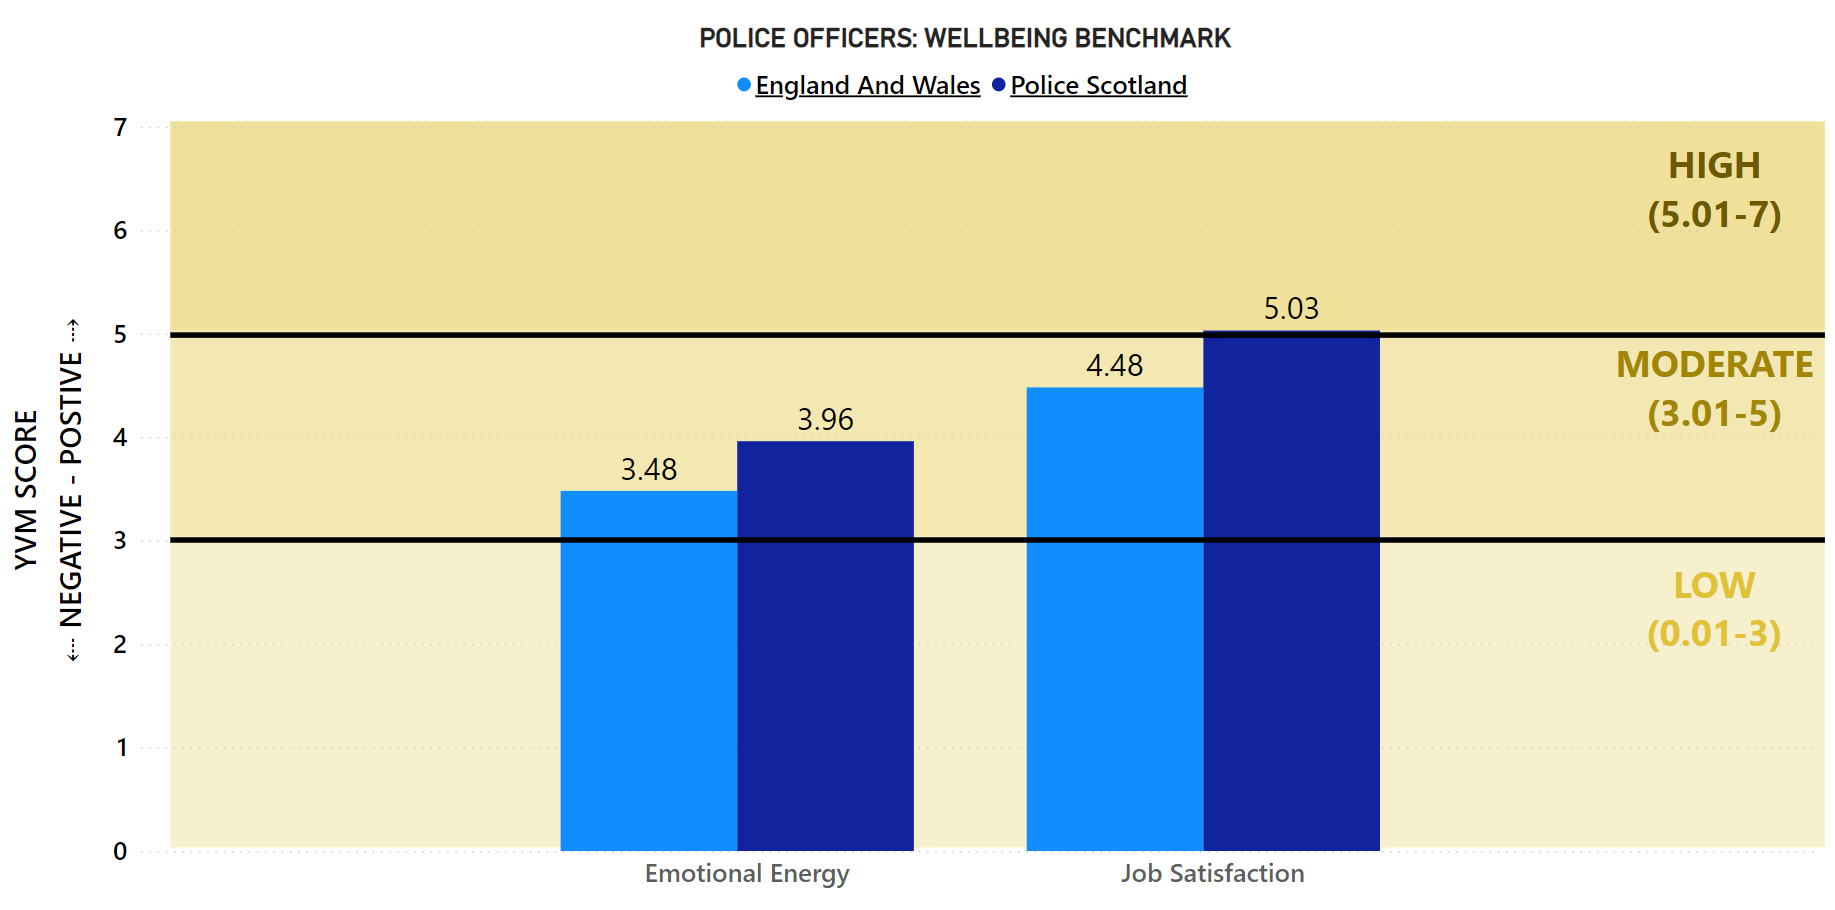 POLICE OFFICERS: WELLBEING BENCHMARK
England And Wales Police Scotland
YVM SCORE
⇠ NEGATIVE - POSTIVE ⇢
7
6
5
4
3
2
1
0
HIGH
(5.01-7)
MODERATE
(3.01-5)
LOW
(0.01-3)
3.48
3.96
4.48
5.03
Emotional Energy
Job Satisfaction